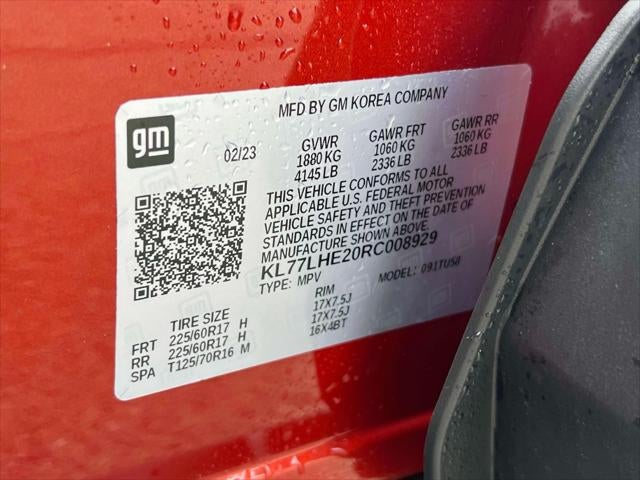 MFD BY GM KOREA COMPANY
gm
02/23
GVWR GAWR FRT GAWR RR
1880 KG 1060 KG 1060 KG
4145 LB 2336 LB 2336 LB
THIS VEHICLE CONFORMS TO ALL
APPLICABLE U.S. FEDERAL MOTOR
VEHICLE SAFETY AND THEFT PREVENTION
STANDARDS IN EFFECT ON THE DATE OF
MANUFACTURE SHOWN ABOVE.
KL77LHE20RC008929
TYPE: MPV MODEL: 091TU58
TIRE SIZE RIM
FRT 225/60R17 H 17X7.5J
RR 225/60R17 H 17X7.5J
SPA T125/70R16 M 16X4BT